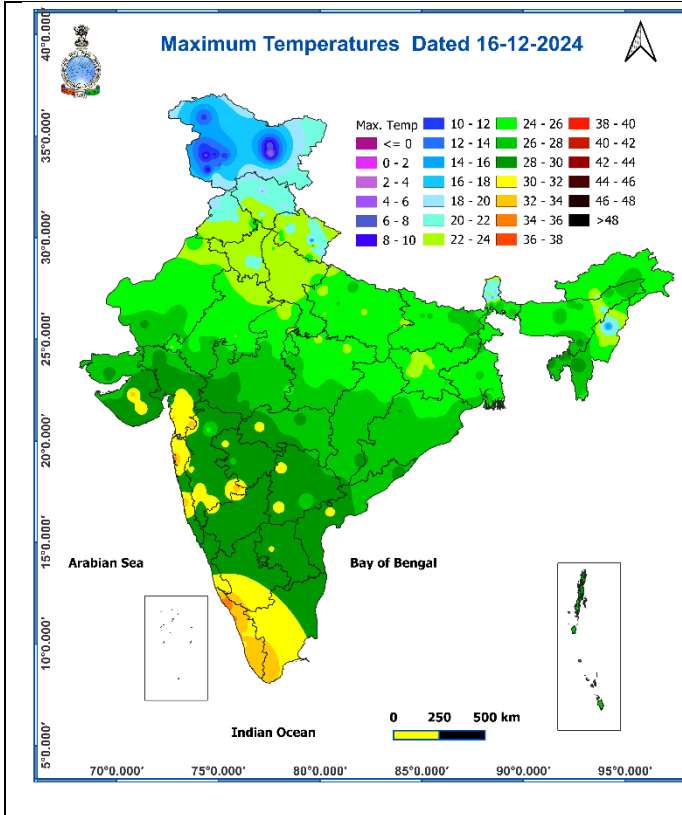 Maximum Temperatures Dated 16-12-2024
Max. Temp
<= 0
0 - 2
2 - 4
4 - 6
6 - 8
8 - 10
10 - 12
12 - 14
14 - 16
16 - 18
18 - 20
20 - 22
22 - 24
24 - 26
26 - 28
28 - 30
30 - 32
32 - 34
34 - 36
36 - 38
38 - 40
40 - 42
42 - 44
44 - 46
46 - 48
>48
40°0.000'
35°0.000'
30°0.000'
25°0.000'
20°0.000'
15°0.000'
10°0.000'
5°0.000'
Arabian Sea
Bay of Bengal
Indian Ocean
0 250 500 km
70°0.000' 75°0.000' 80°0.000' 85°0.000' 90°0.000' 95°0.000'